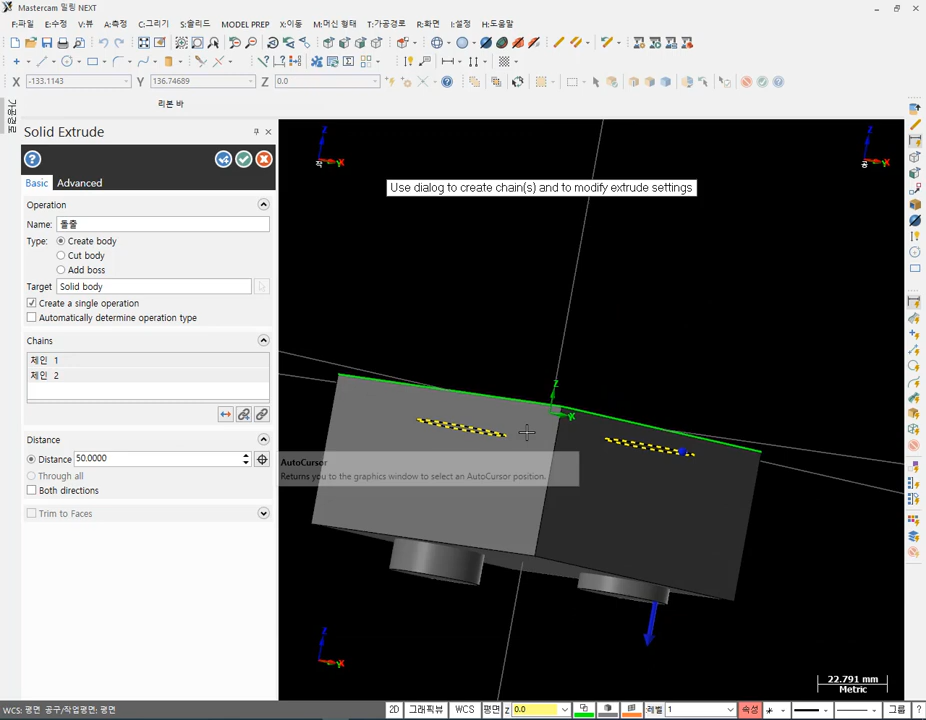 Mastercam 밀링 NEXT
F:파일 E:수정 V:뷰 A:측정 C:그리기 S:솔리드 MODEL PREP X:이동 M:머신 형태 T:가공경로 R:화면 I:설정 H:도움말
X -133.1143 Y 136.74689 Z 0.0
리본 바
가공경로
Solid Extrude
Basic Advanced
Operation
Name: 돌출
Type: Create body
Cut body
Add boss
Target Solid body
Create a single operation
Automatically determine operation type
Chains
체인 1
체인 2
Distance
Distance 50.0000
Through all
Both directions
Trim to Faces
Use dialog to create chain(s) and to modify extrude settings
AutoCursor
Returns you to the graphics window to select an AutoCursor position.
22.791 mm
Metric
WCS: 평면 공구/작업평면: 평면 2D 그래픽뷰 WCS 평면 Z 0.0 레벨 1 속성 그룹 ?